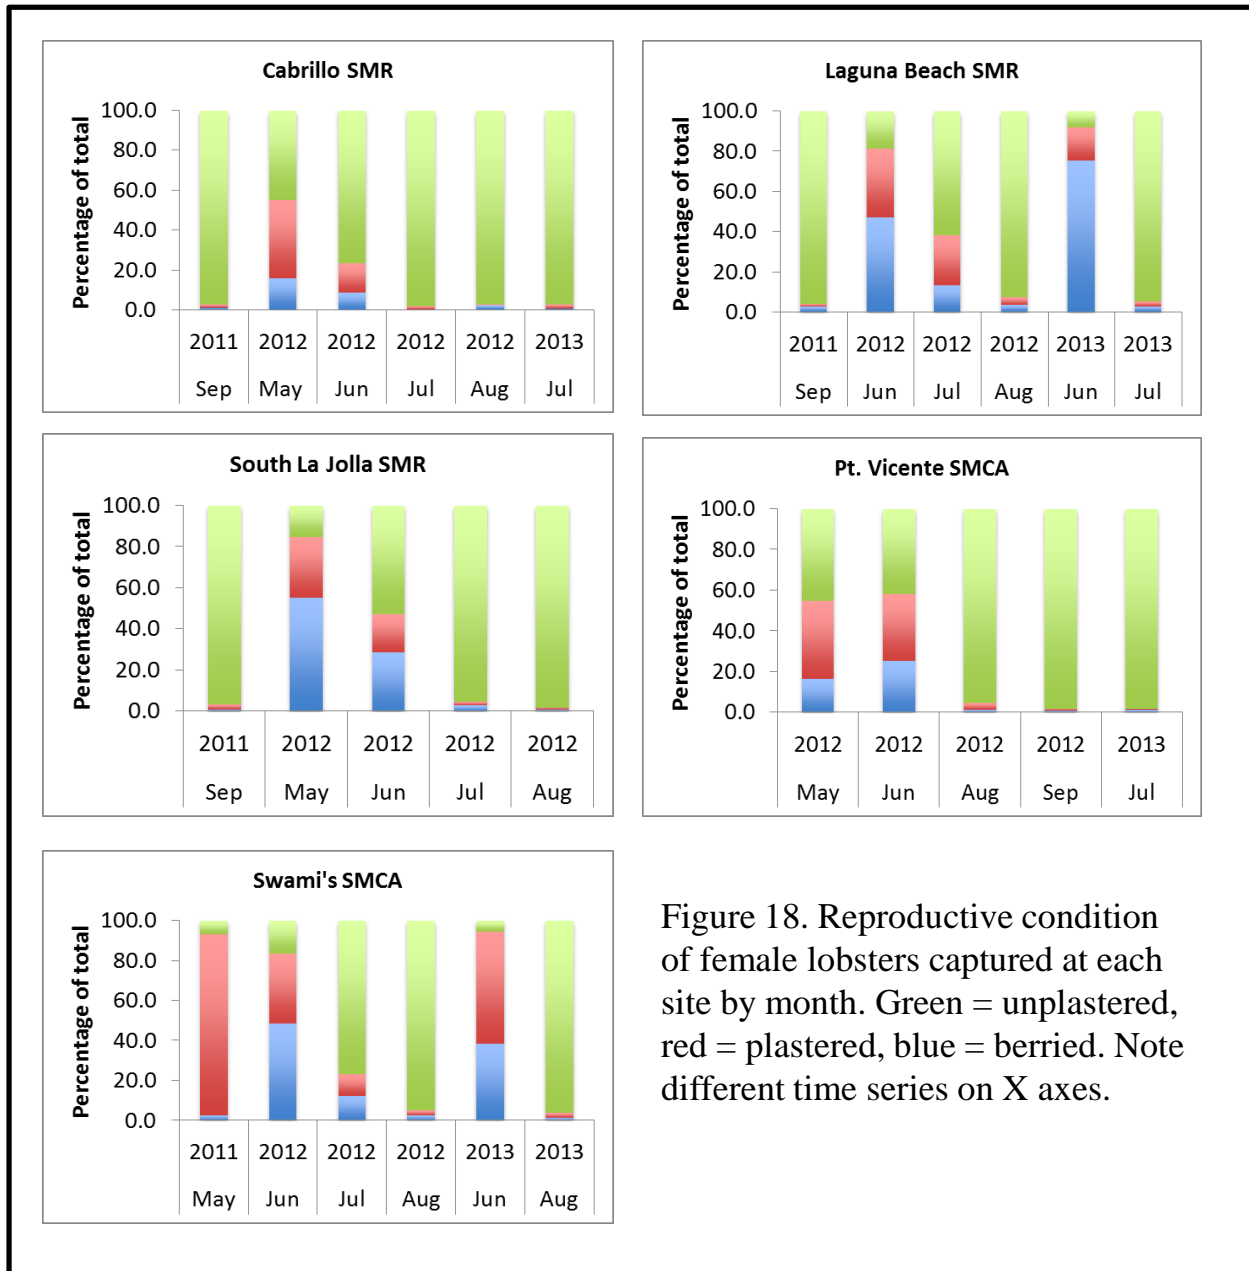 Cabrillo SMR
Percentage of total
100.0
80.0
60.0
40.0
20.0
0.0
2011 2012 2012 2012 2012 2013
Sep May Jun Jul Aug Jul
Laguna Beach SMR
Percentage of total
100.0
80.0
60.0
40.0
20.0
0.0
2011 2012 2012 2012 2013 2013
Sep Jun Jul Aug Jun Jul
South La Jolla SMR
Percentage of total
100.0
80.0
60.0
40.0
20.0
0.0
2011 2012 2012 2012 2012
Sep May Jun Jul Aug
Pt. Vicente SMCA
Percentage of total
100.0
80.0
60.0
40.0
20.0
0.0
2012 2012 2012 2012 2013
May Jun Aug Sep Jul
Swami's SMCA
Percentage of total
100.0
80.0
60.0
40.0
20.0
0.0
2011 2012 2012 2012 2013 2013
May Jun Jul Aug Jun Aug
Figure 18. Reproductive condition
of female lobsters captured at each
site by month. Green = unplastered,
red = plastered, blue = berried. Note
different time series on X axes.